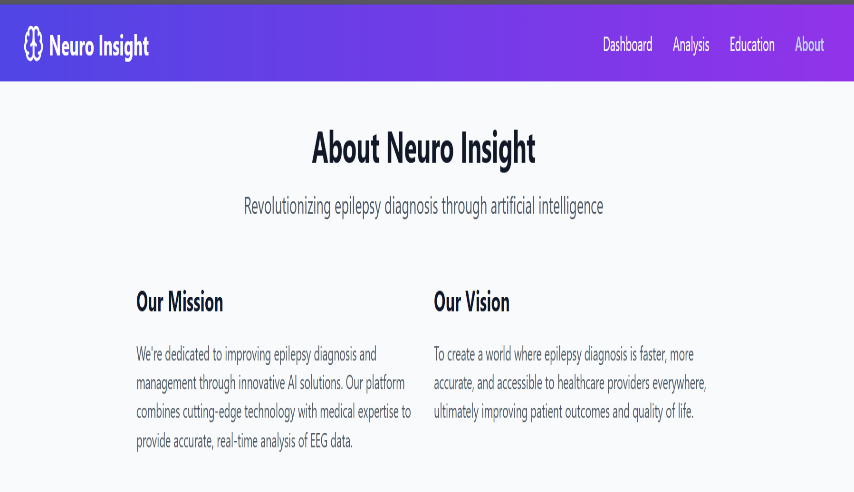 Neuro Insight
Dashboard Analysis Education About
About Neuro Insight
Revolutionizing epilepsy diagnosis through artificial intelligence
Our Mission
We're dedicated to improving epilepsy diagnosis and
management through innovative AI solutions. Our platform
combines cutting-edge technology with medical expertise to
provide accurate, real-time analysis of EEG data.
Our Vision
To create a world where epilepsy diagnosis is faster, more
accurate, and accessible to healthcare providers everywhere,
ultimately improving patient outcomes and quality of life.